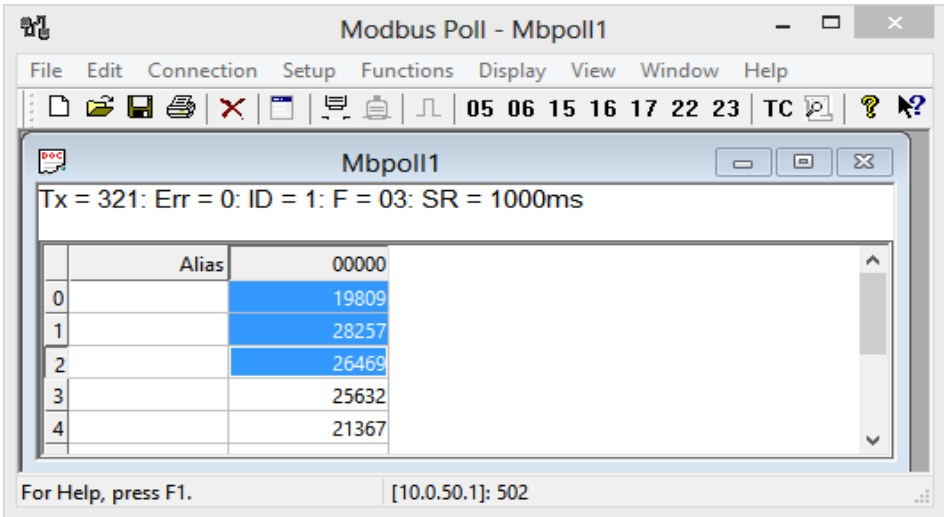 Modbus Poll - Mbpoll1
File Edit Connection Setup Functions Display View Window Help
05 06 15 16 17 22 23 TC
Mbpoll1
Tx = 321: Err = 0: ID = 1: F = 03: SR = 1000ms
Alias 00000
0 19809
1 28257
2 26469
3 25632
4 21367
For Help, press F1. [10.0.50.1]: 502